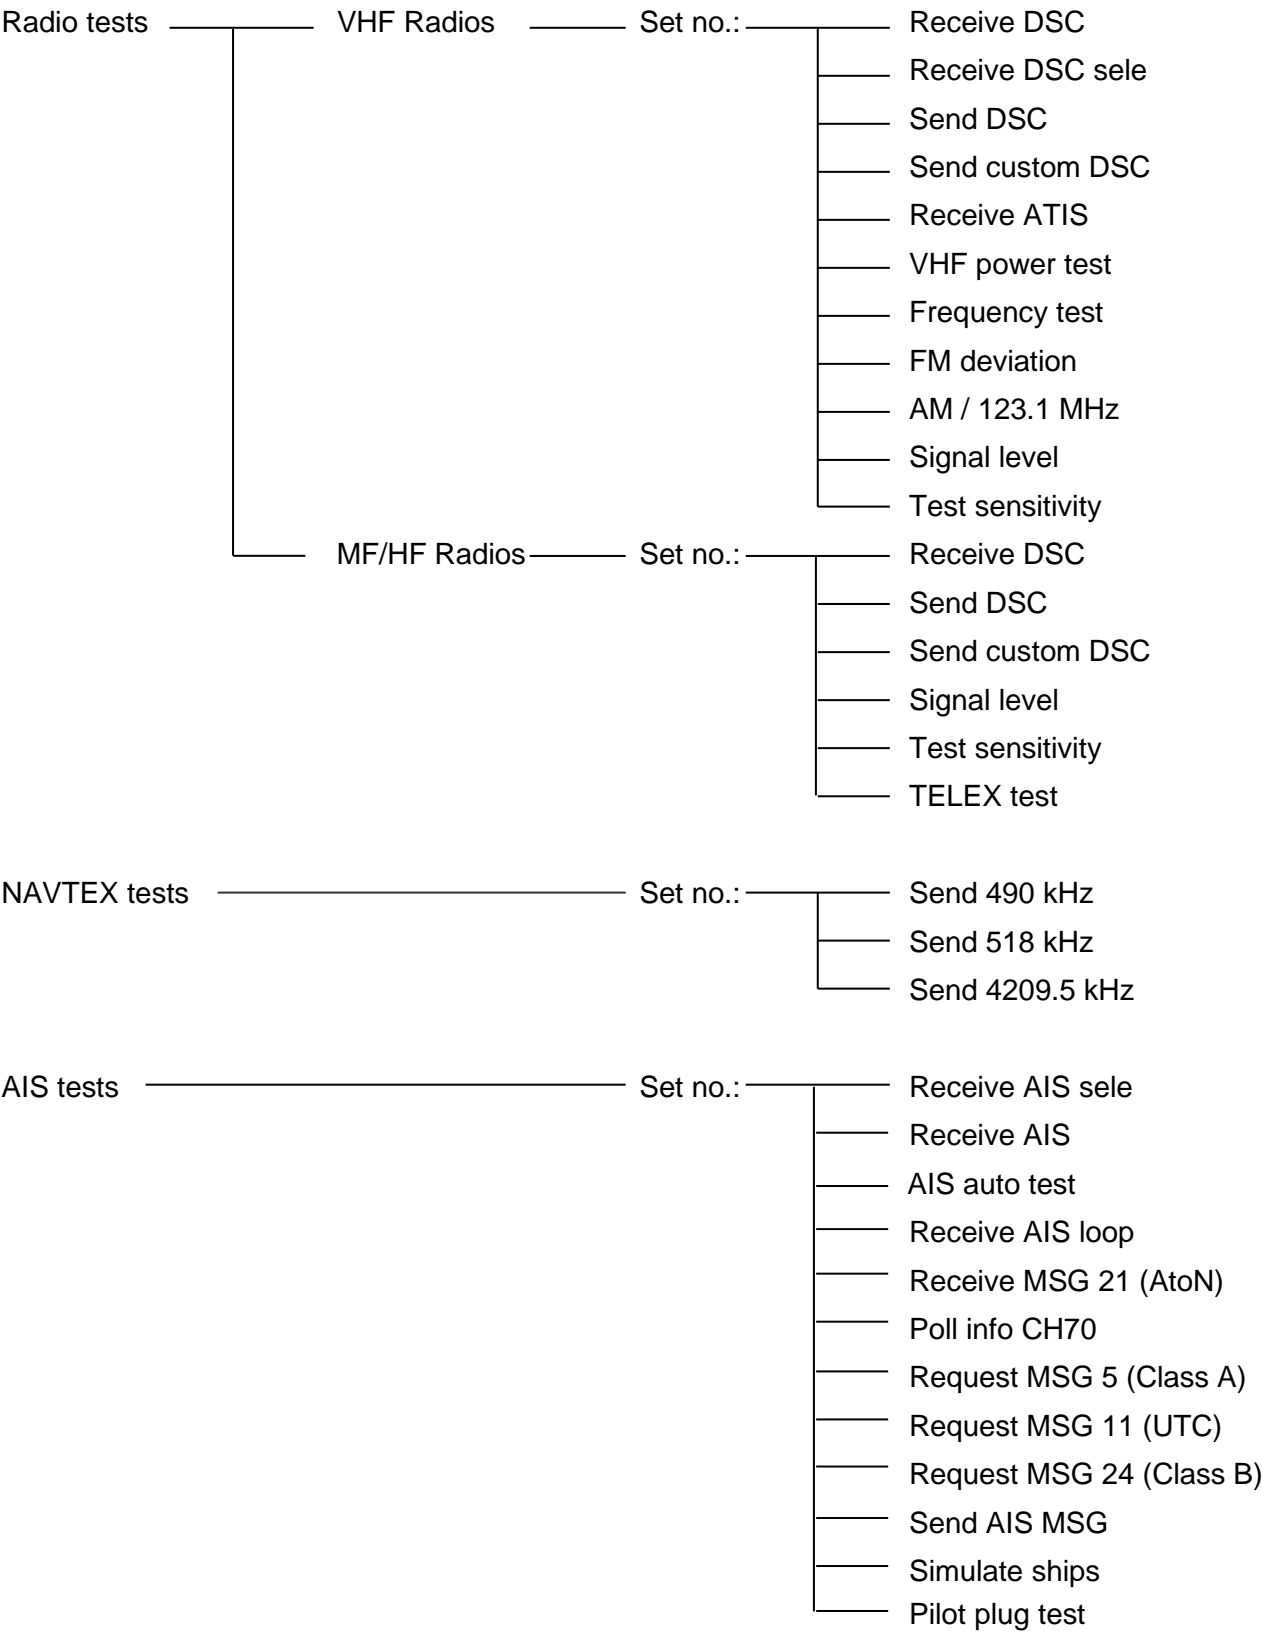 Radio tests VHF Radios Set no.: Receive DSC
Receive DSC sele
Send DSC
Send custom DSC
Receive ATIS
VHF power test
Frequency test
FM deviation
AM / 123.1 MHz
Signal level
Test sensitivity
MF/HF Radios Set no.: Receive DSC
Send DSC
Send custom DSC
Signal level
Test sensitivity
TELEX test
NAVTEX tests Set no.: Send 490 kHz
Send 518 kHz
Send 4209.5 kHz
AIS tests Set no.: Receive AIS sele
Receive AIS
AIS auto test
Receive AIS loop
Receive MSG 21 (AtoN)
Poll info CH70
Request MSG 5 (Class A)
Request MSG 11 (UTC)
Request MSG 24 (Class B)
Send AIS MSG
Simulate ships
Pilot plug test